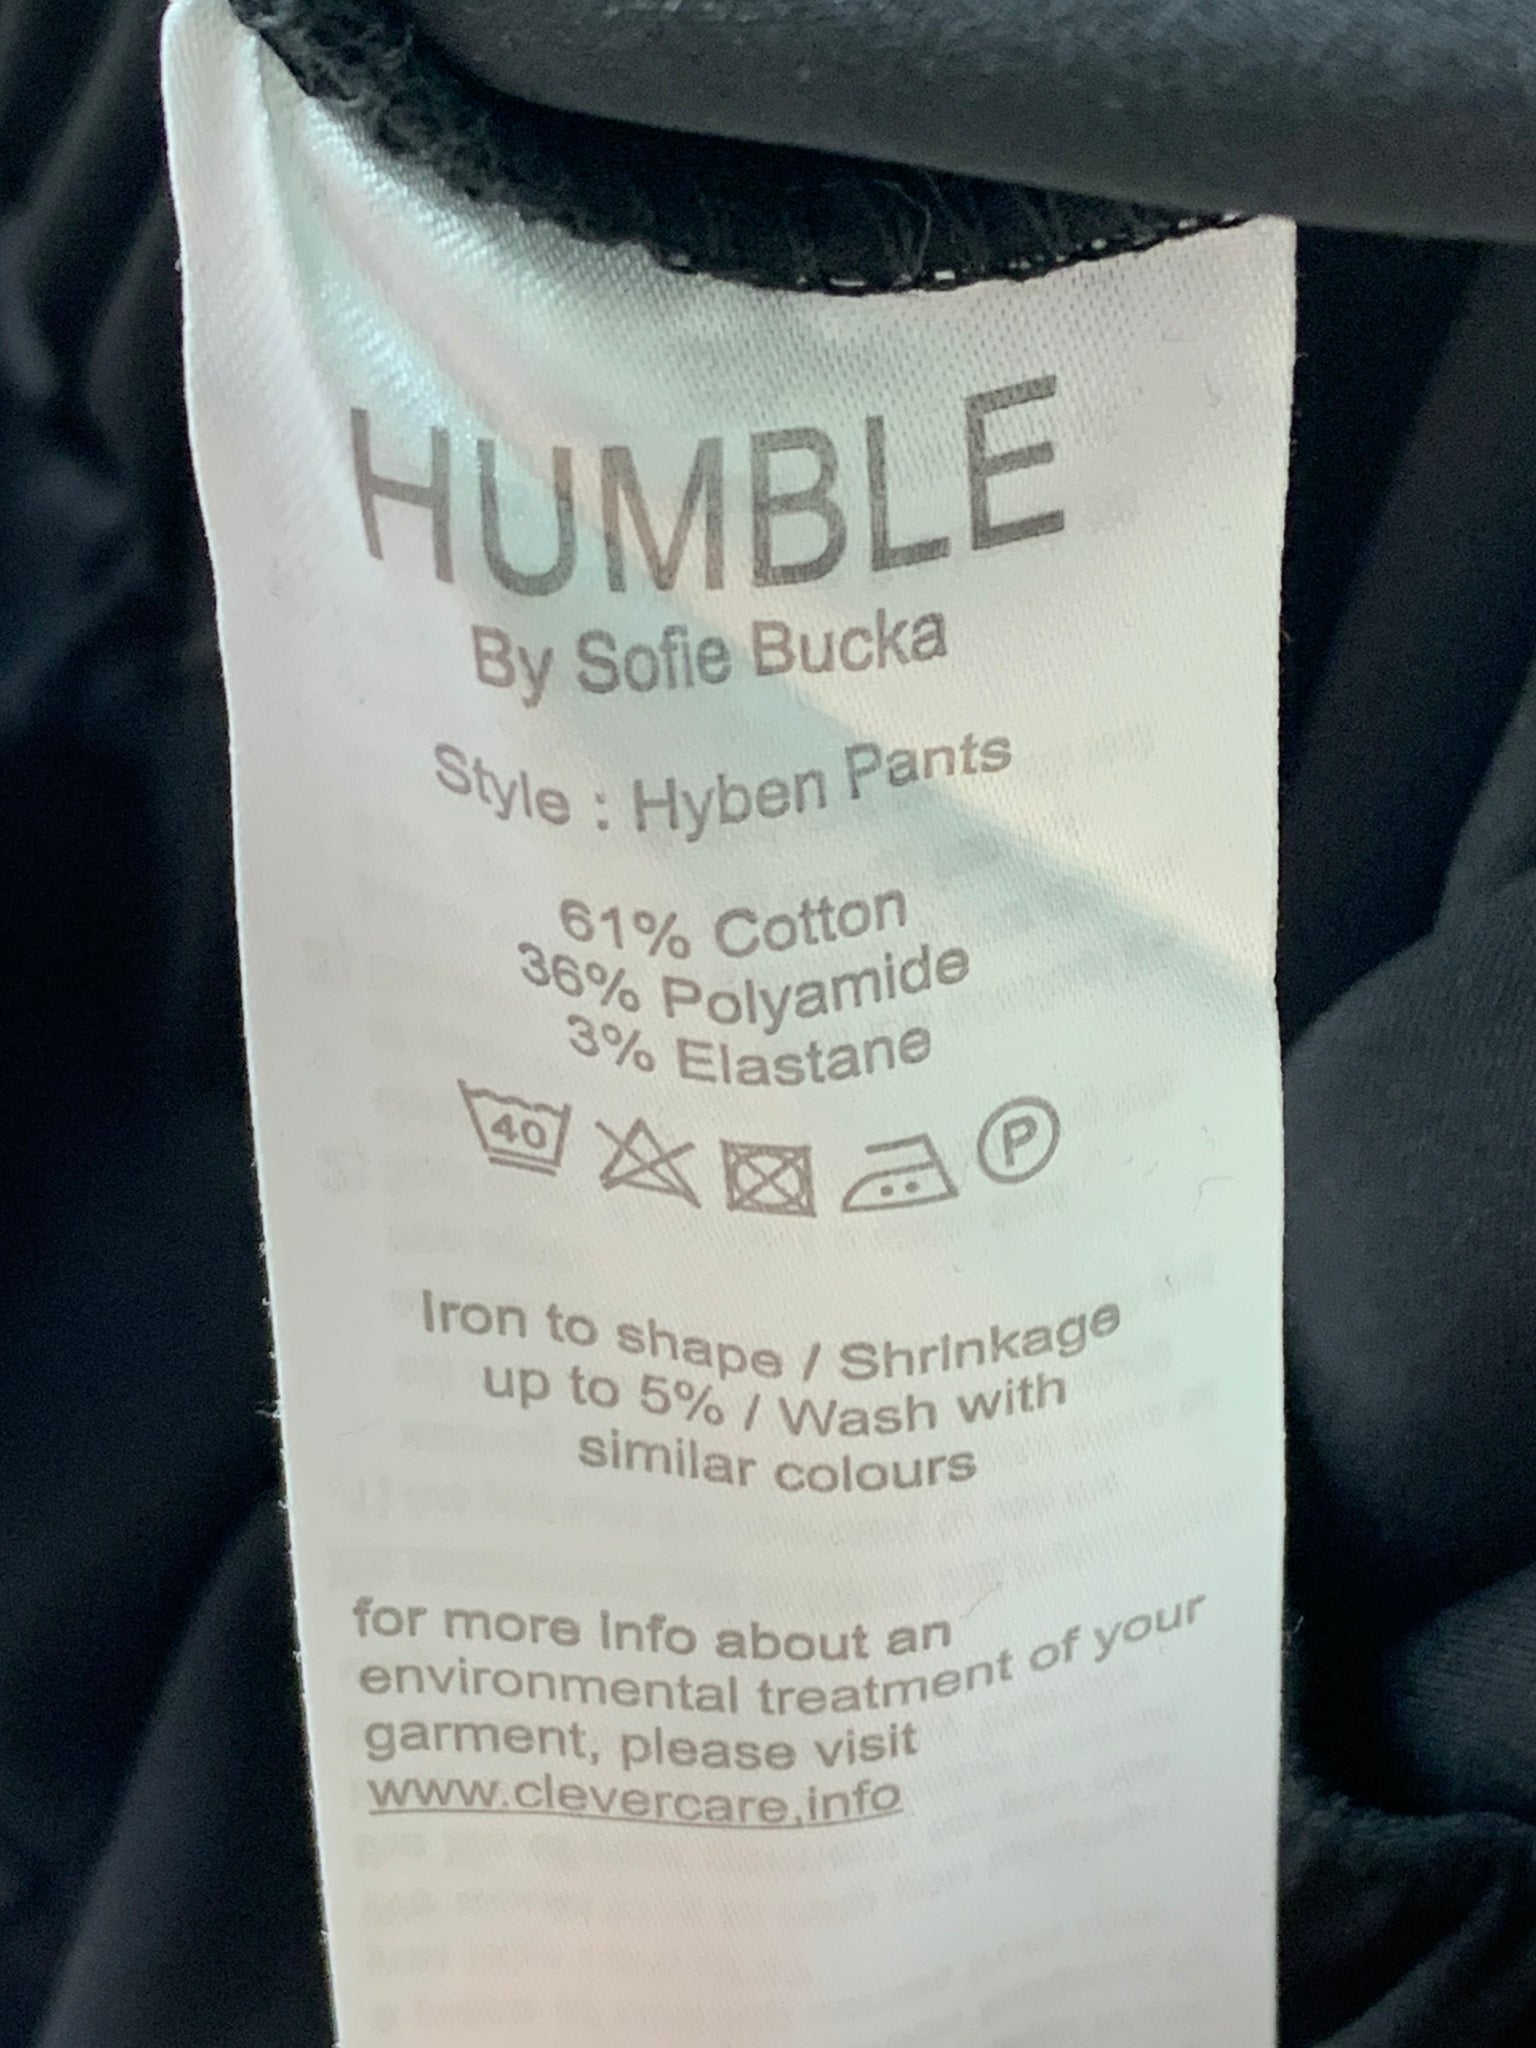 HUMBLE
By Sofie Bucka
Style : Hyben Pants
61% Cotton
36% Polyamide
3% Elastane
40 P
Iron to shape / Shrinkage
up to 5% / Wash with
similar colours
for more info about an
environmental treatment of your
garment, please visit
www.clevercare.info